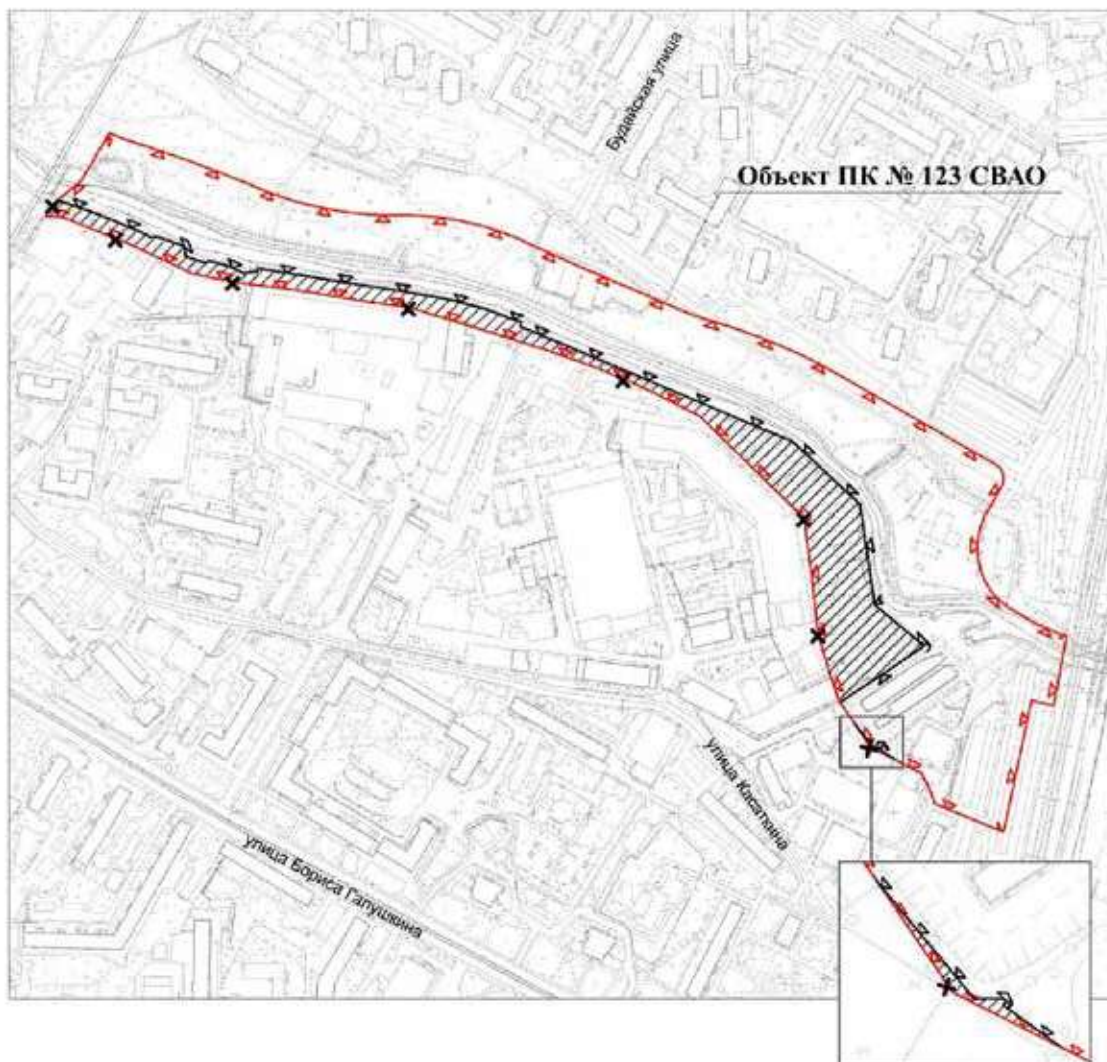 Будайская улица
Объект ПК № 123 СВАО
улица Касаткина
улица Бориса Галушкина